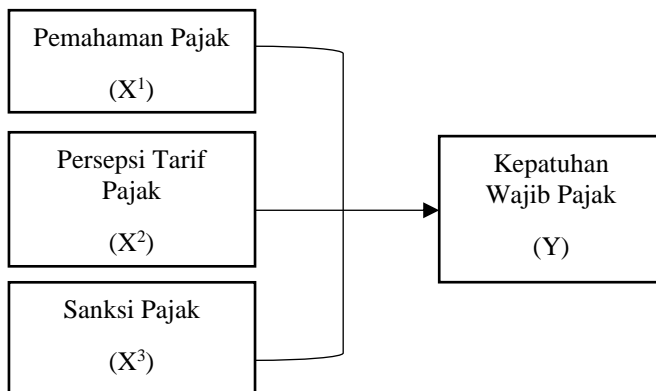 Pemahaman Pajak
(X¹)
Persepsi Tarif
Pajak
(X²)
Sanksi Pajak
(X³)
Kepatuhan
Wajib Pajak
(Y)